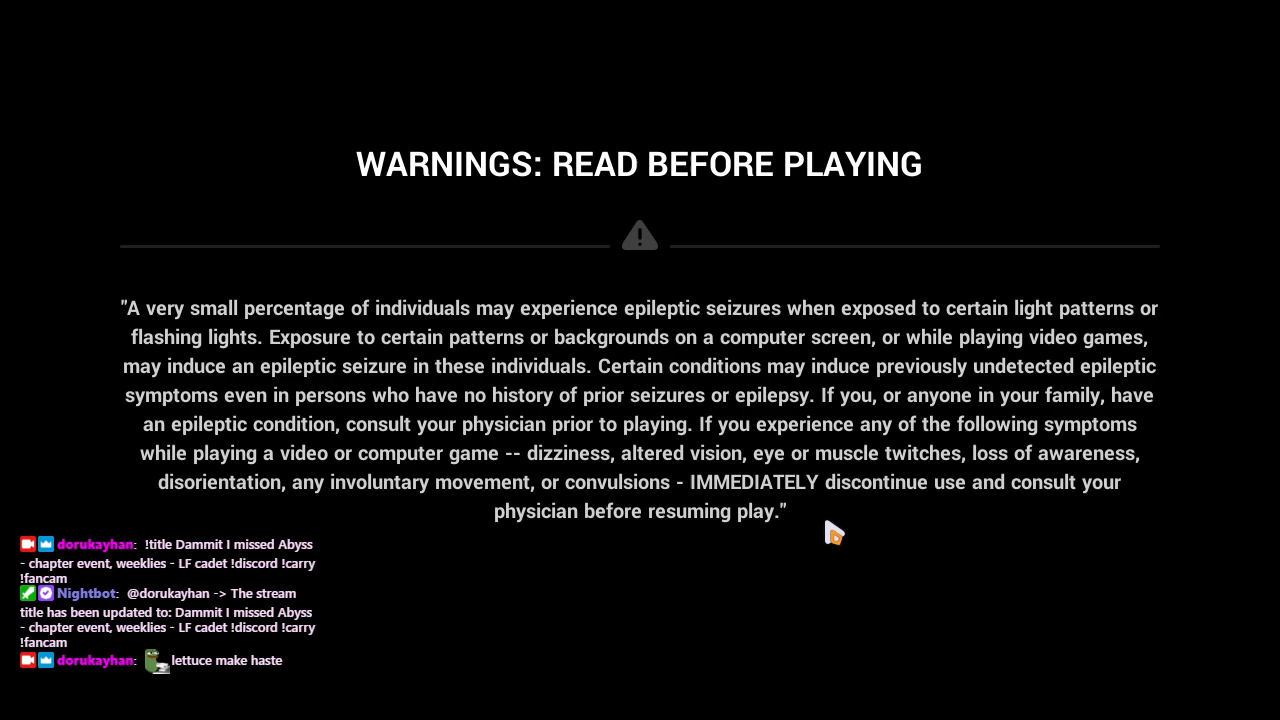 WARNINGS: READ BEFORE PLAYING
"A very small percentage of individuals may experience epileptic seizures when exposed to certain light patterns or
flashing lights. Exposure to certain patterns or backgrounds on a computer screen, or while playing video games,
may induce an epileptic seizure in these individuals. Certain conditions may induce previously undetected epileptic
symptoms even in persons who have no history of prior seizures or epilepsy. If you, or anyone in your family, have
an epileptic condition, consult your physician prior to playing. If you experience any of the following symptoms
while playing a video or computer game -- dizziness, altered vision, eye or muscle twitches, loss of awareness,
disorientation, any involuntary movement, or convulsions - IMMEDIATELY discontinue use and consult your
physician before resuming play."
dorukayhan: !title Dammit I missed Abyss
- chapter event, weeklies - LF cadet !discord !carry
!fancam
Nightbot: @dorukayhan -> The stream
title has been updated to: Dammit I missed Abyss
- chapter event, weeklies - LF cadet !discord !carry
!fancam
dorukayhan: lettuce make haste